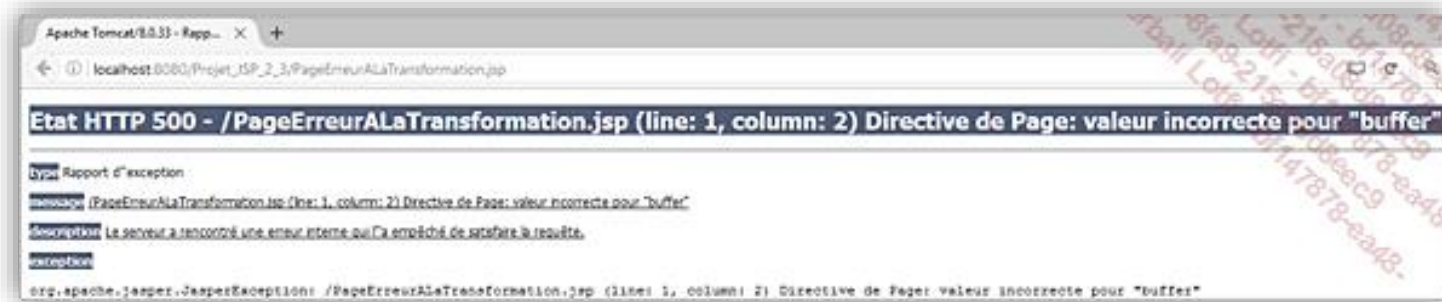 Apache Tomcat/8.0.33 - Rapp...
localhost:8080/Projet_JSP_2_3/PageErreurALaTransformation.jsp
Etat HTTP 500 - /PageErreurALaTransformation.jsp (line: 1, column: 2) Directive de Page: valeur incorrecte pour "buffer"
type Rapport d''exception
message /PageErreurALaTransformation.jsp (line: 1, column: 2) Directive de Page: valeur incorrecte pour "buffer"
description Le serveur a rencontré une erreur interne qui l''a empêché de satisfaire la requête.
exception
org.apache.jasper.JasperException: /PageErreurALaTransformation.jsp (line: 1, column: 2) Directive de Page: valeur incorrecte pour "buffer"